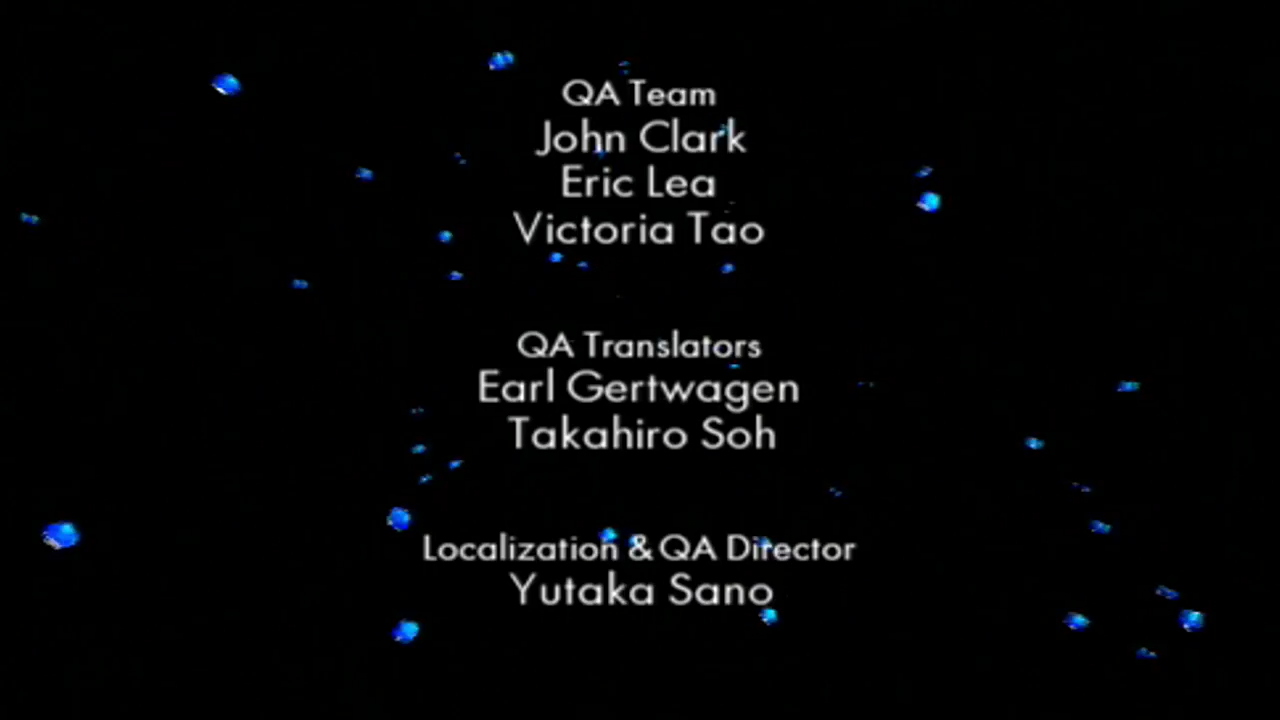 QA Team
John Clark
Eric Lea
Victoria Tao
QA Translators
Earl Gertwagen
Takahiro Soh
Localization & QA Director
Yutaka Sano